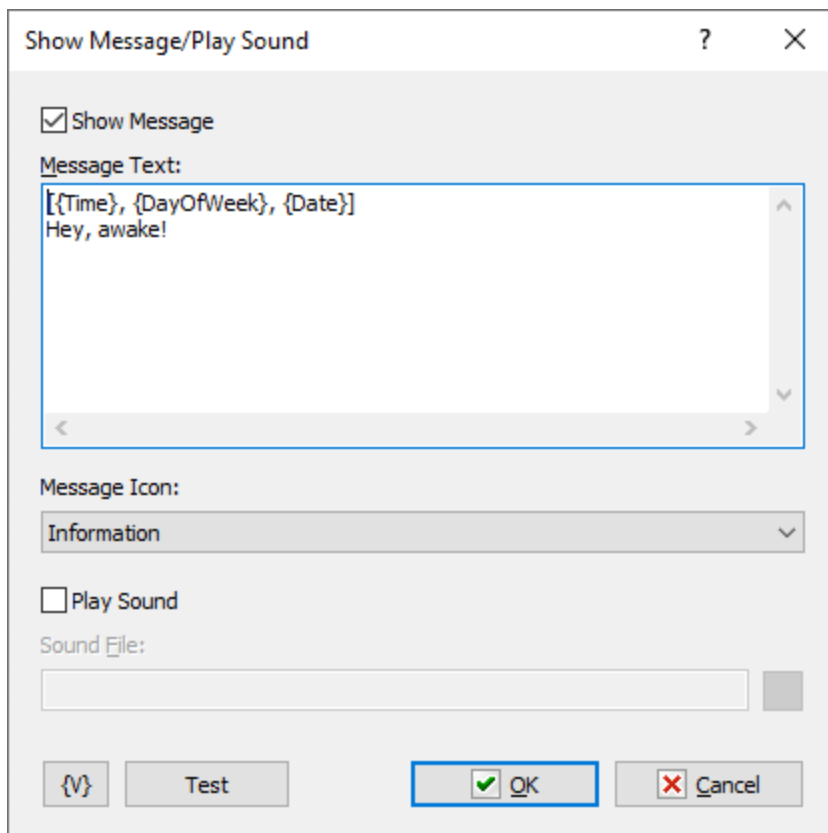 Show Message/Play Sound ?
Show Message
Message Text:
[{Time}, {DayOfWeek}, {Date}]
Hey, awake!
Message Icon:
Information
Play Sound
Sound File:
{V} Test OK Cancel